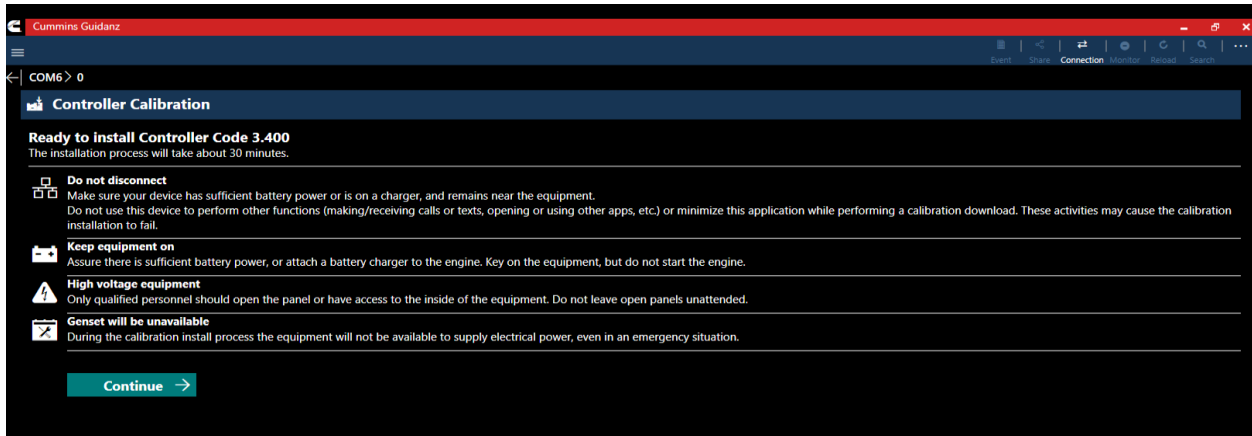 Cummins Guidanz
Event Share Connection Monitor Reload Search
COM6 > 0
Controller Calibration
Ready to install Controller Code 3.400
The installation process will take about 30 minutes.
Do not disconnect
Make sure your device has sufficient battery power or is on a charger, and remains near the equipment.
Do not use this device to perform other functions (making/receiving calls or texts, opening or using other apps, etc.) or minimize this application while performing a calibration download. These activities may cause the calibration
installation to fail.
Keep equipment on
Assure there is sufficient battery power, or attach a battery charger to the engine. Key on the equipment, but do not start the engine.
High voltage equipment
Only qualified personnel should open the panel or have access to the inside of the equipment. Do not leave open panels unattended.
Genset will be unavailable
During the calibration install process the equipment will not be available to supply electrical power, even in an emergency situation.
Continue →